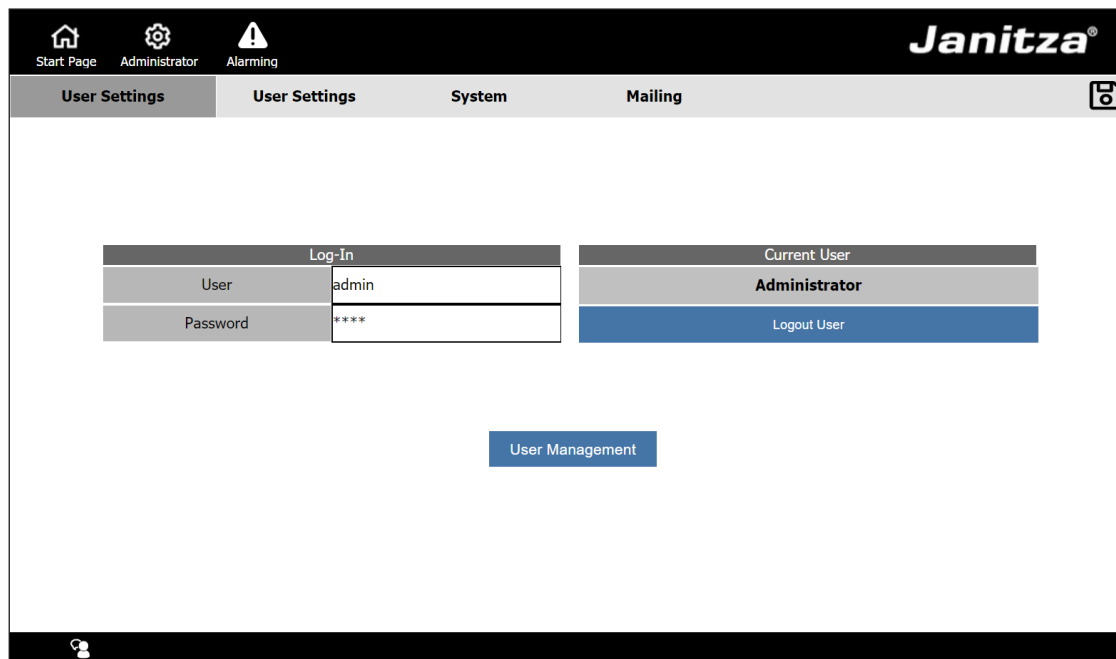 Start Page Administrator Alarming Janitza®
User Settings User Settings System Mailing
Log-In Current User
User admin Administrator
Password **** Logout User
User Management